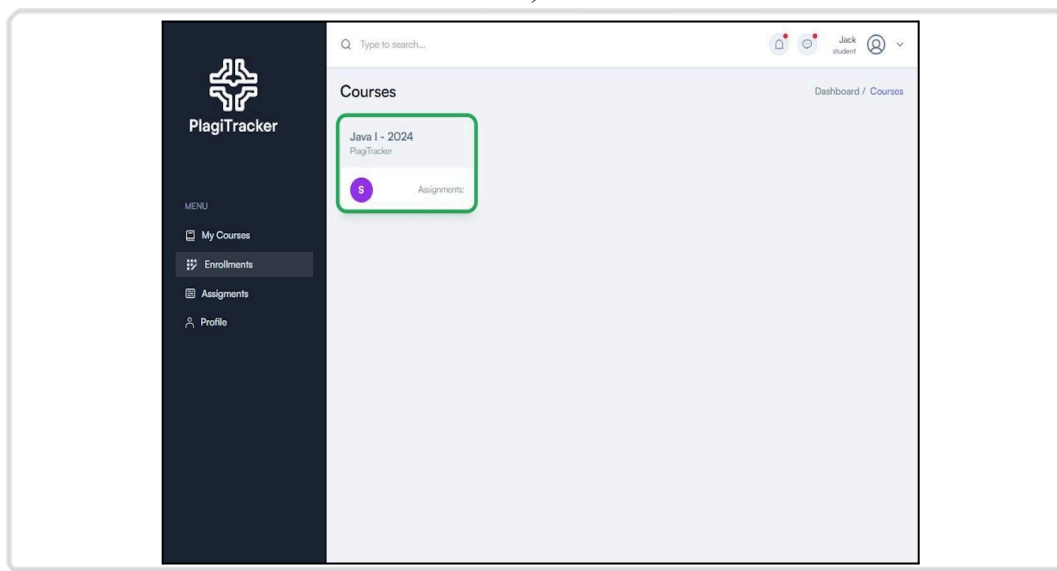 PlagiTracker
MENU
My Courses
Enrollments
Assigments
Profile
Type to search...
Jack
student
Courses
Dashboard / Courses
Java I - 2024
PlagiTracker
S
Assignments: